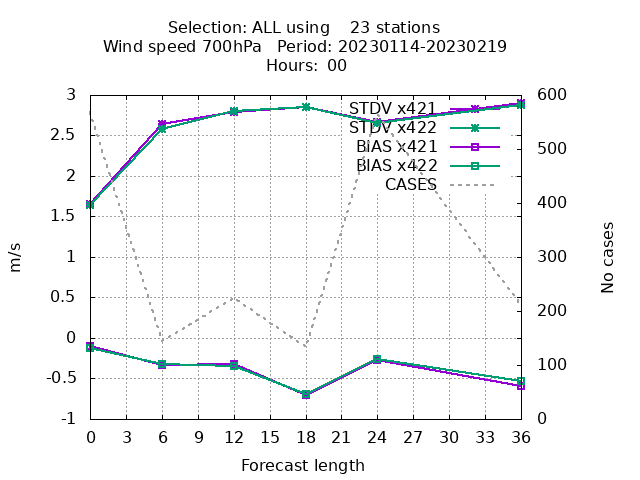 Selection: ALL using    23 stations
Wind speed 700hPa   Period: 20230114-20230219
Hours: 00
3
2.5
2
1.5
1
0.5
0
-0.5
-1
m/s
STDV x421
STDV x422
BIAS x421
BIAS x422
CASES
600
500
400
300
200
100
0
No cases
0 3 6 9 12 15 18 21 24 27 30 33 36
Forecast length